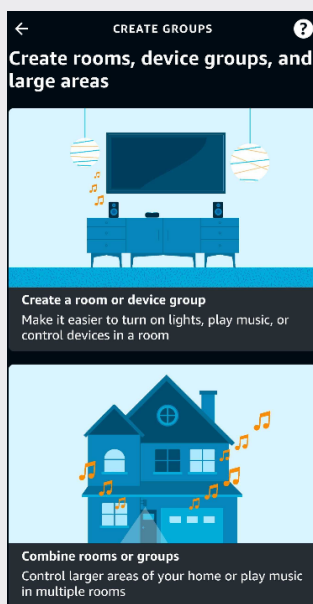 CREATE GROUPS
?
Create rooms, device groups, and
large areas
Create a room or device group
Make it easier to turn on lights, play music, or
control devices in a room
Combine rooms or groups
Control larger areas of your home or play music
in multiple rooms